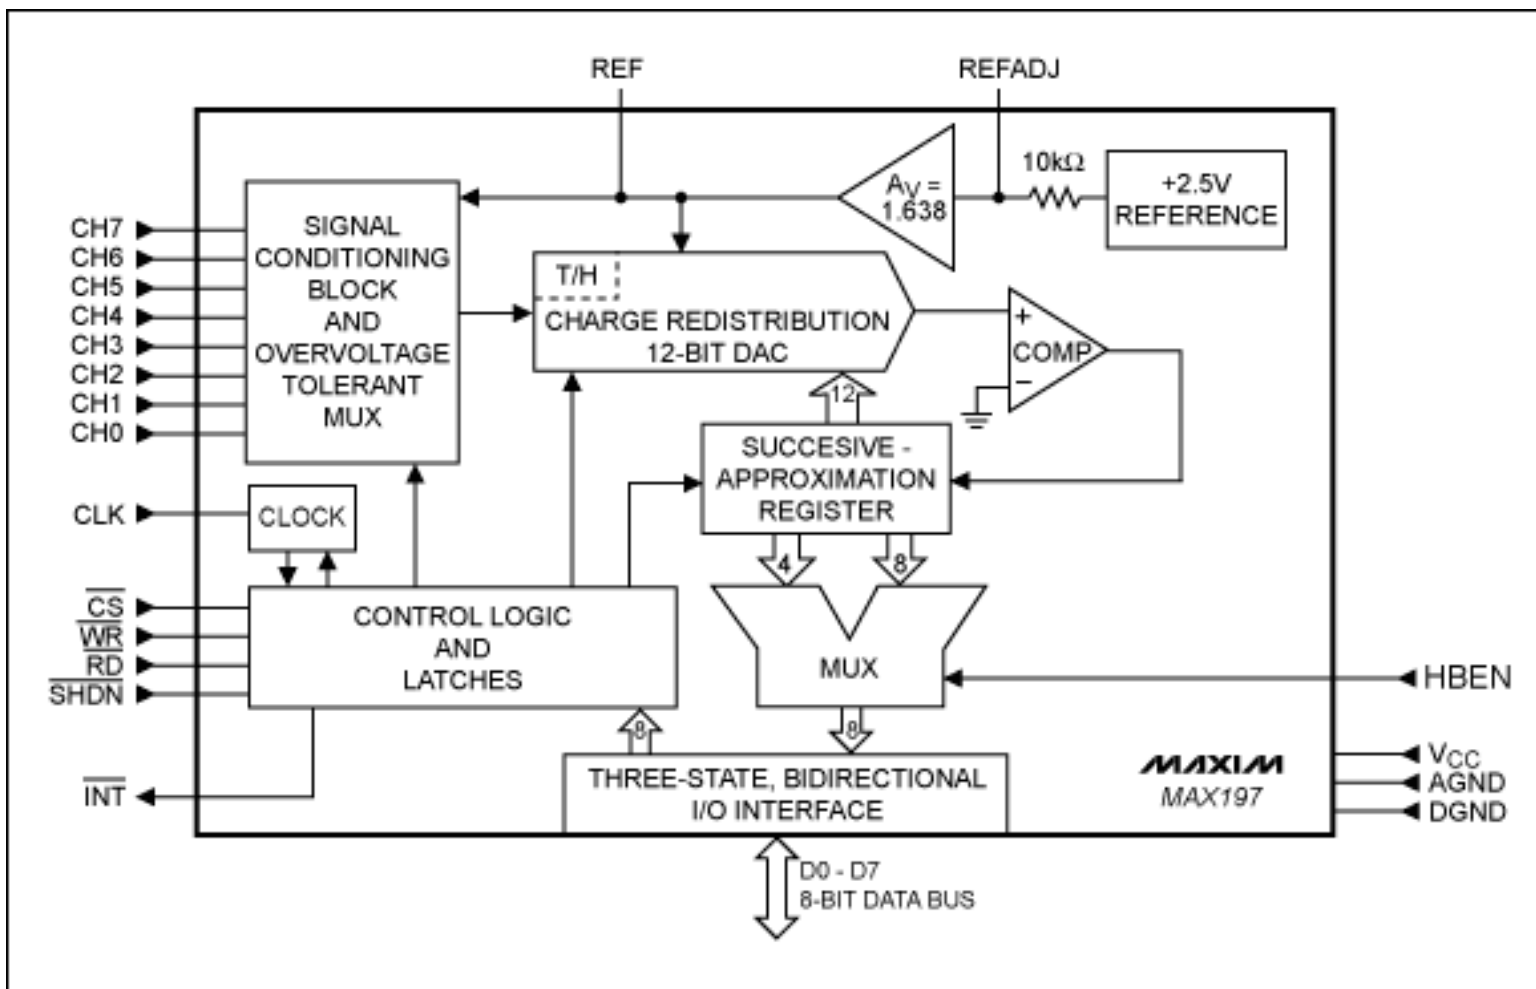 REF
REFADJ
10kΩ
+2.5V
REFERENCE
AV =
1.638
CH7
CH6
CH5
CH4
CH3
CH2
CH1
CH0
SIGNAL
CONDITIONING
BLOCK
AND
OVERVOLTAGE
TOLERANT
MUX
T/H
CHARGE REDISTRIBUTION
12-BIT DAC
+
COMP
−
12
SUCCESIVE -
APPROXIMATION
REGISTER
CLK
CLOCK
4
8
CS
WR
RD
SHDN
CONTROL LOGIC
AND
LATCHES
MUX
HBEN
8
8
INT
THREE-STATE, BIDIRECTIONAL
I/O INTERFACE
MAXIM
MAX197
VCC
AGND
DGND
D0 - D7
8-BIT DATA BUS